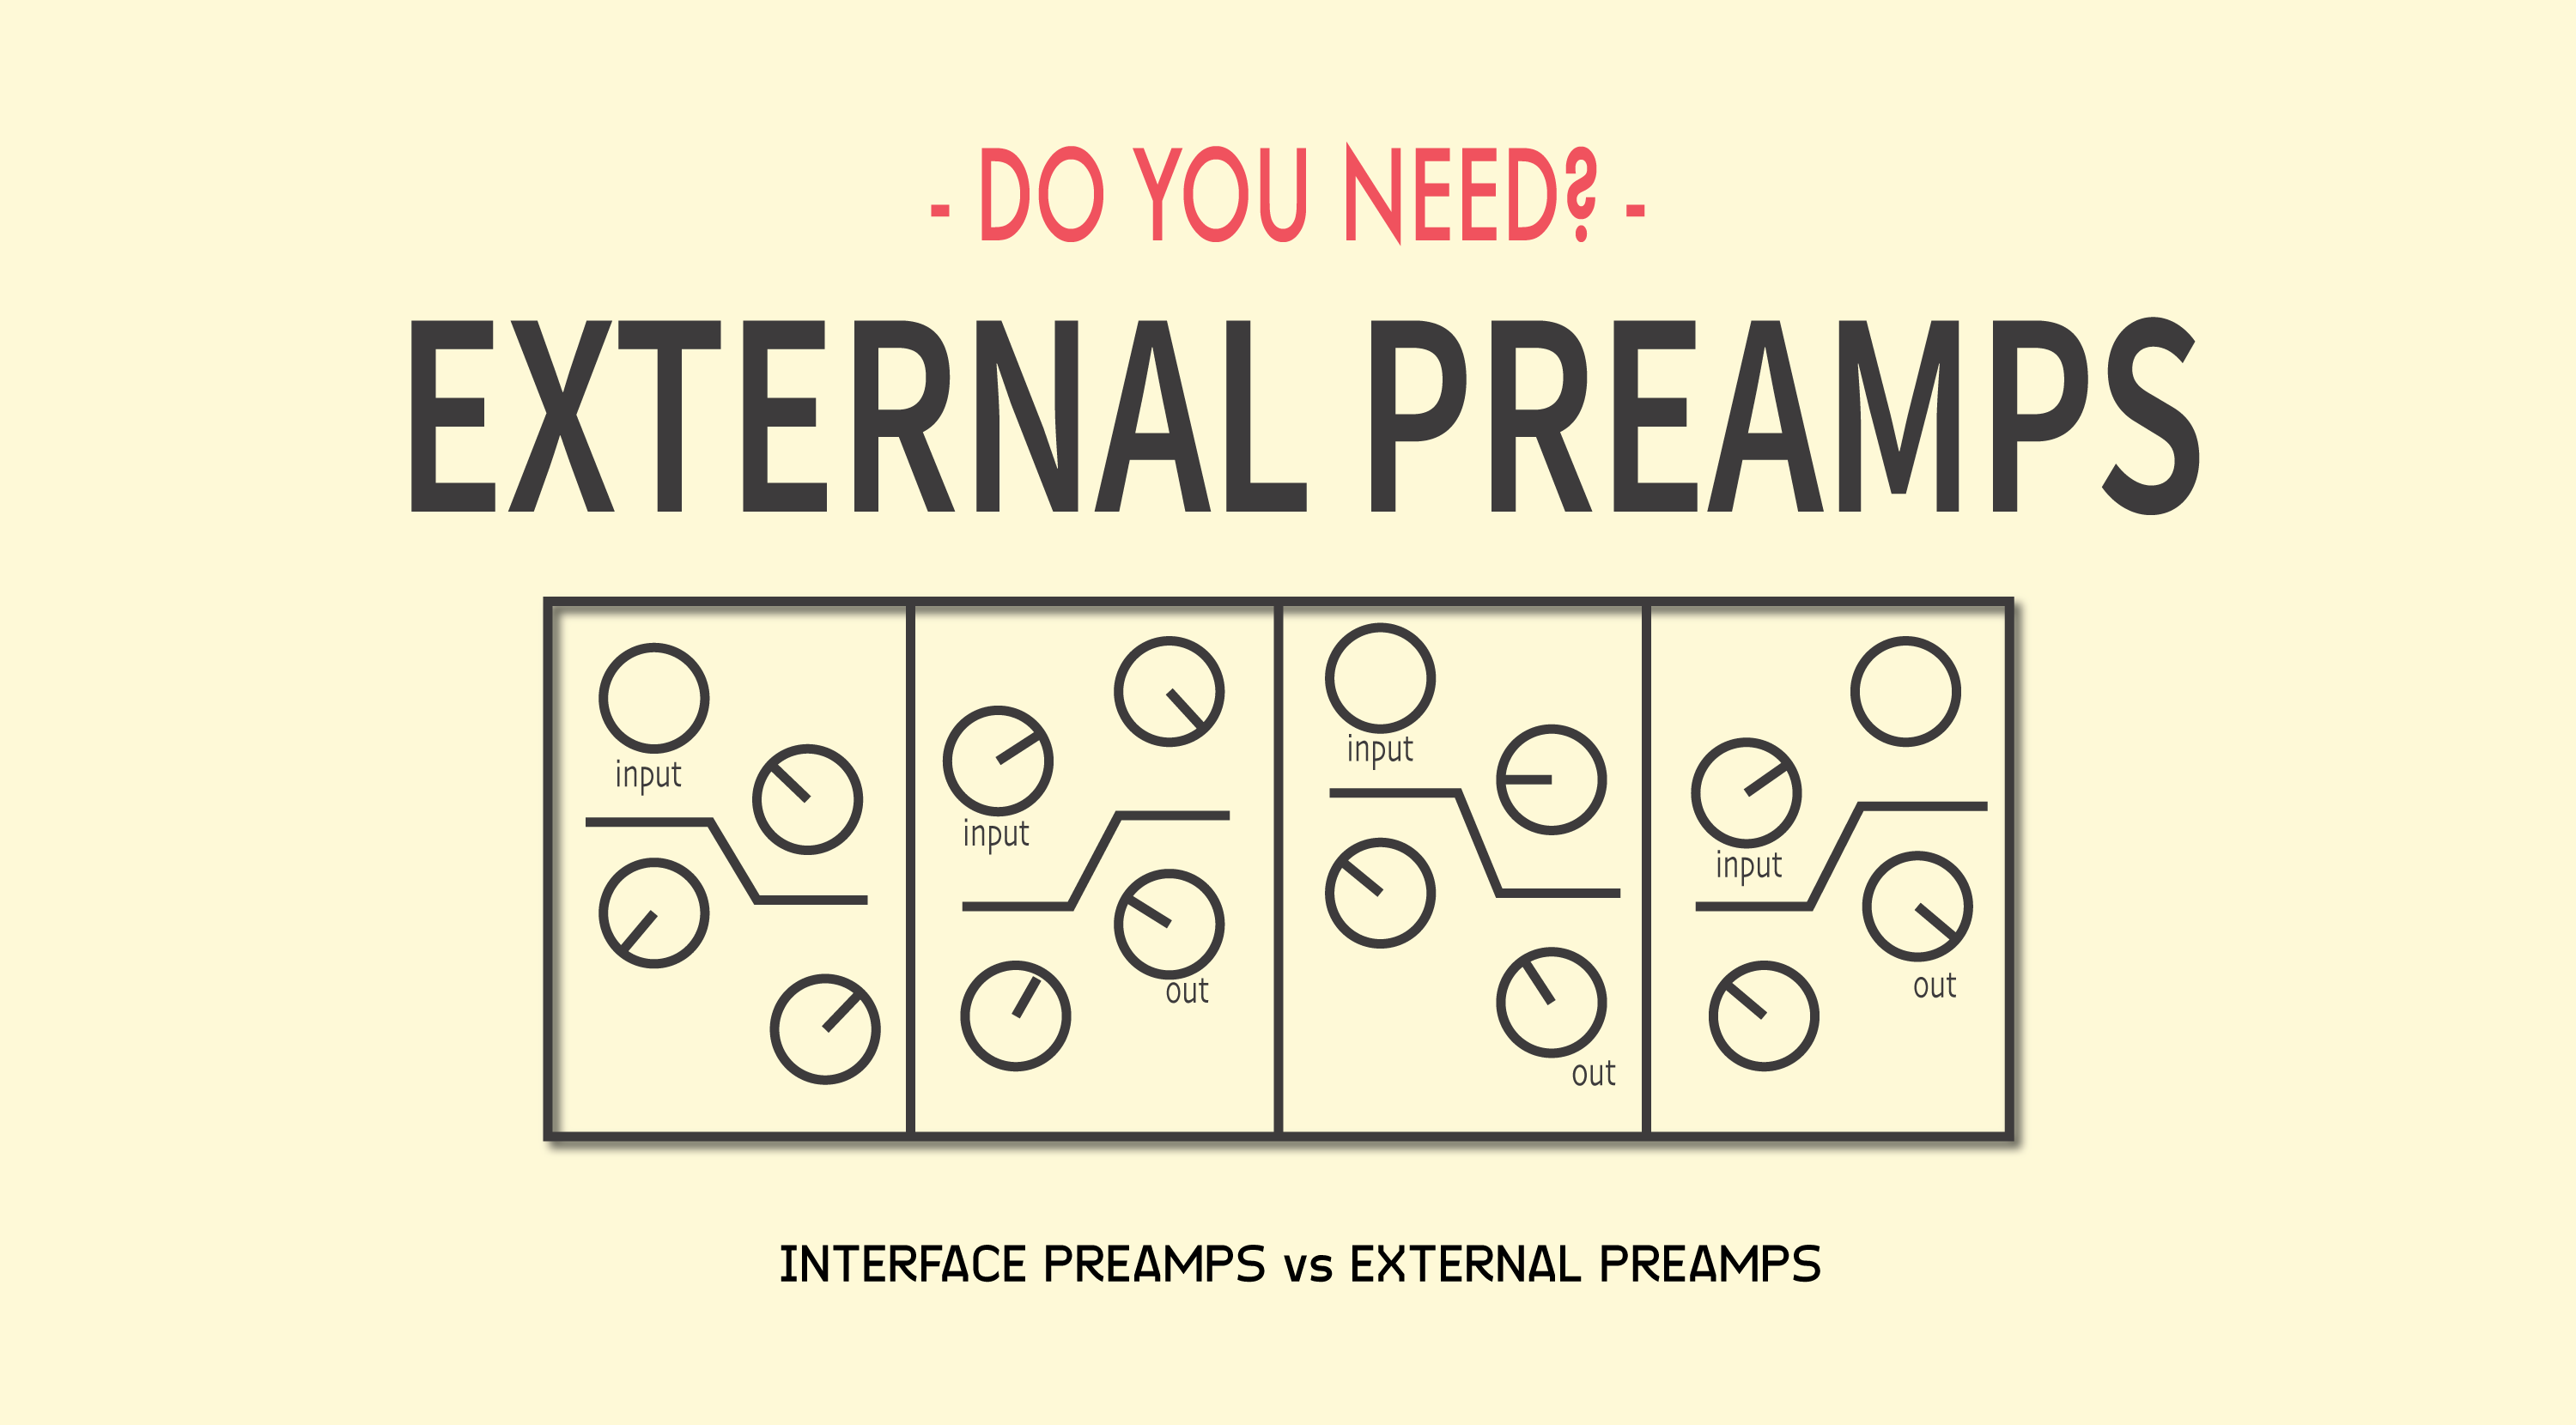 - DO YOU NEED? -
EXTERNAL PREAMPS
input
input
out
input
out
input
out
INTERFACE PREAMPS vs EXTERNAL PREAMPS